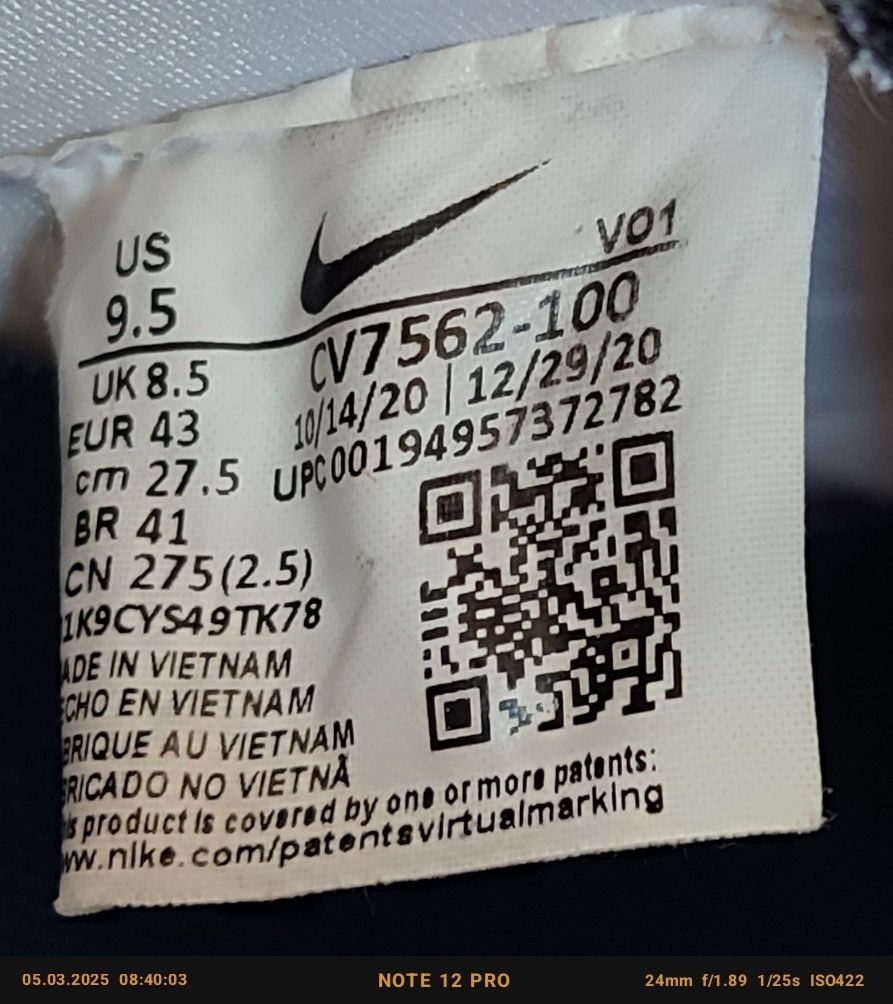 US
9.5
VO1
UK 8.5
EUR 43
cm 27.5
BR 41
CN 275(2.5)
CV7562-100
10/14/20 | 12/29/20
UPC00194957372782
1K9CYS49TK78
ADE IN VIETNAM
CHO EN VIETNAM
BRIQUE AU VIETNAM
RICADO NO VIETNÃ
is product is covered by one or more patents:
ww.nike.com/patentsvirtualmarking
05.03.2025 08:40:03
NOTE 12 PRO
24mm f/1.89 1/25s ISO422